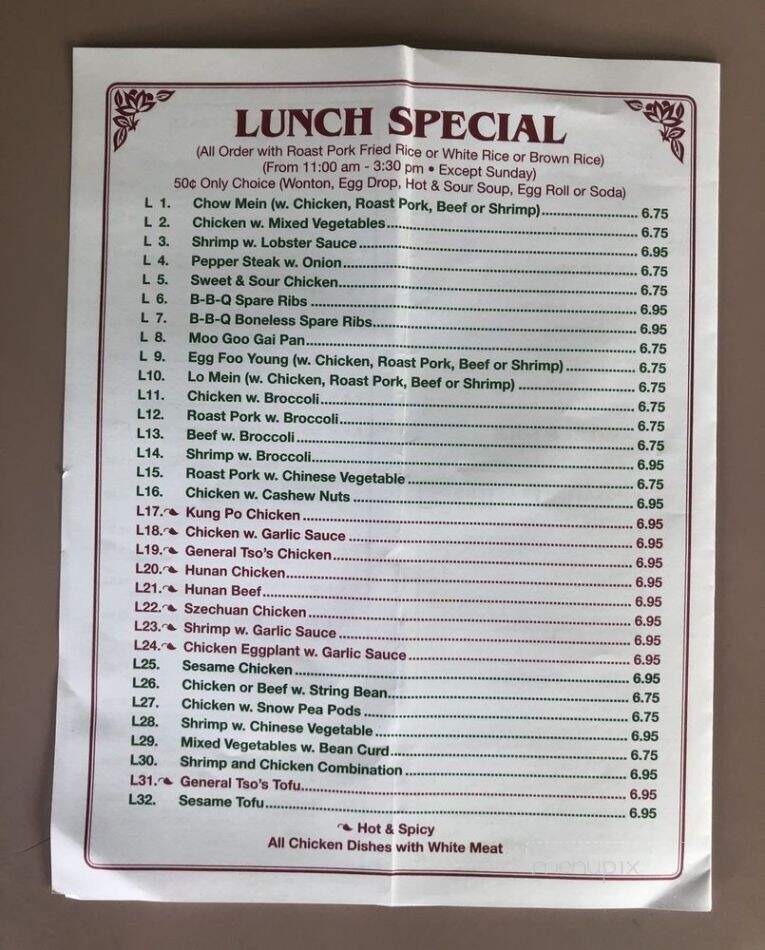 LUNCH SPECIAL
(All Order with Roast Pork Fried Rice or White Rice or Brown Rice)
(From 11:00 am - 3:30 pm • Except Sunday)
50¢ Only Choice (Wonton, Egg Drop, Hot & Sour Soup, Egg Roll or Soda)
L 1. Chow Mein (w. Chicken, Roast Pork, Beef or Shrimp) 6.75
L 2. Chicken w. Mixed Vegetables 6.75
L 3. Shrimp w. Lobster Sauce 6.95
L 4. Pepper Steak w. Onion 6.75
L 5. Sweet & Sour Chicken 6.75
L 6. B-B-Q Spare Ribs 6.95
L 7. B-B-Q Boneless Spare Ribs 6.95
L 8. Moo Goo Gai Pan 6.75
L 9. Egg Foo Young (w. Chicken, Roast Pork, Beef or Shrimp) 6.75
L10. Lo Mein (w. Chicken, Roast Pork, Beef or Shrimp) 6.75
L11. Chicken w. Broccoli 6.75
L12. Roast Pork w. Broccoli 6.75
L13. Beef w. Broccoli 6.75
L14. Shrimp w. Broccoli 6.95
L15. Roast Pork w. Chinese Vegetable 6.75
L16. Chicken w. Cashew Nuts 6.95
L17. Kung Po Chicken 6.95
L18. Chicken w. Garlic Sauce 6.95
L19. General Tso's Chicken 6.95
L20. Hunan Chicken 6.95
L21. Hunan Beef 6.95
L22. Szechuan Chicken 6.95
L23. Shrimp w. Garlic Sauce 6.95
L24. Chicken Eggplant w. Garlic Sauce 6.95
L25. Sesame Chicken 6.95
L26. Chicken or Beef w. String Bean 6.75
L27. Chicken w. Snow Pea Pods 6.75
L28. Shrimp w. Chinese Vegetable 6.95
L29. Mixed Vegetables w. Bean Curd 6.75
L30. Shrimp and Chicken Combination 6.95
L31. General Tso's Tofu 6.95
L32. Sesame Tofu 6.95
Hot & Spicy
All Chicken Dishes with White Meat
menupix